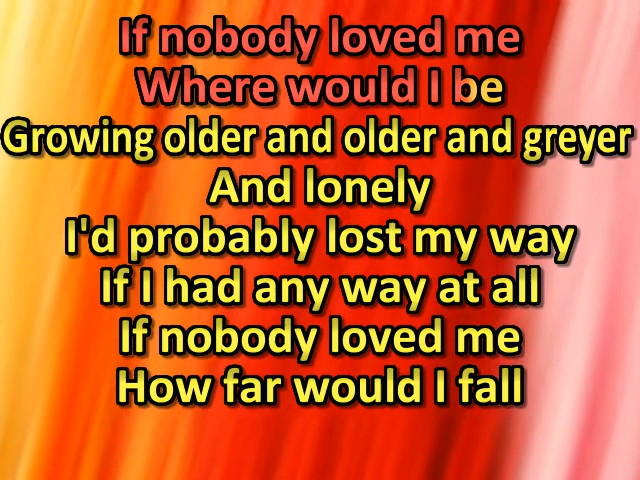 If nobody loved me
Where would I be
Growing older and older and greyer
And lonely
I'd probably lost my way
If I had any way at all
If nobody loved me
How far would I fall